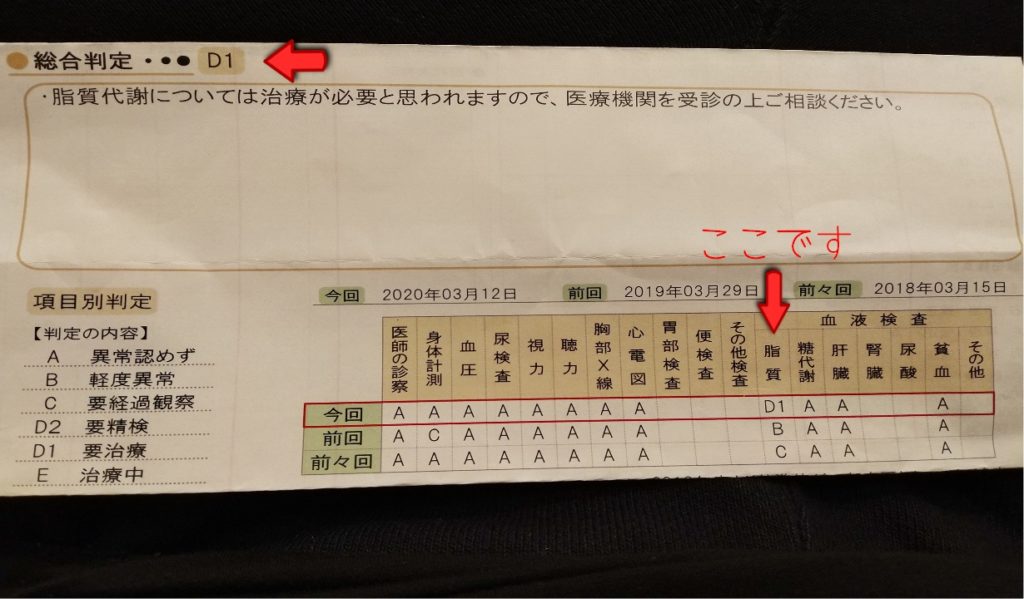 ●総合判定・・・ D1
・脂質代謝については治療が必要と思われますので、医療機関を受診の上ご相談ください。
ここです
今回 2020年03月12日 前回 2019年03月29日 前々回 2018年03月15日
項目別判定
【判定の内容】
A 異常認めず
B 軽度異常
C 要経過観察
D2 要精検
D1 要治療
E 治療中
血液検査
医師の診察 身体計測 血圧 尿検査 視力 聴力 胸部X線 心電図 胃部検査 便検査 その他検査 脂質 糖代謝 肝臓 腎臓 尿酸 貧血 その他
今回 A A A A A A A A D1 A A A
前回 A C A A A A A A B A A A
前々回 A A A A A A A A C A A A